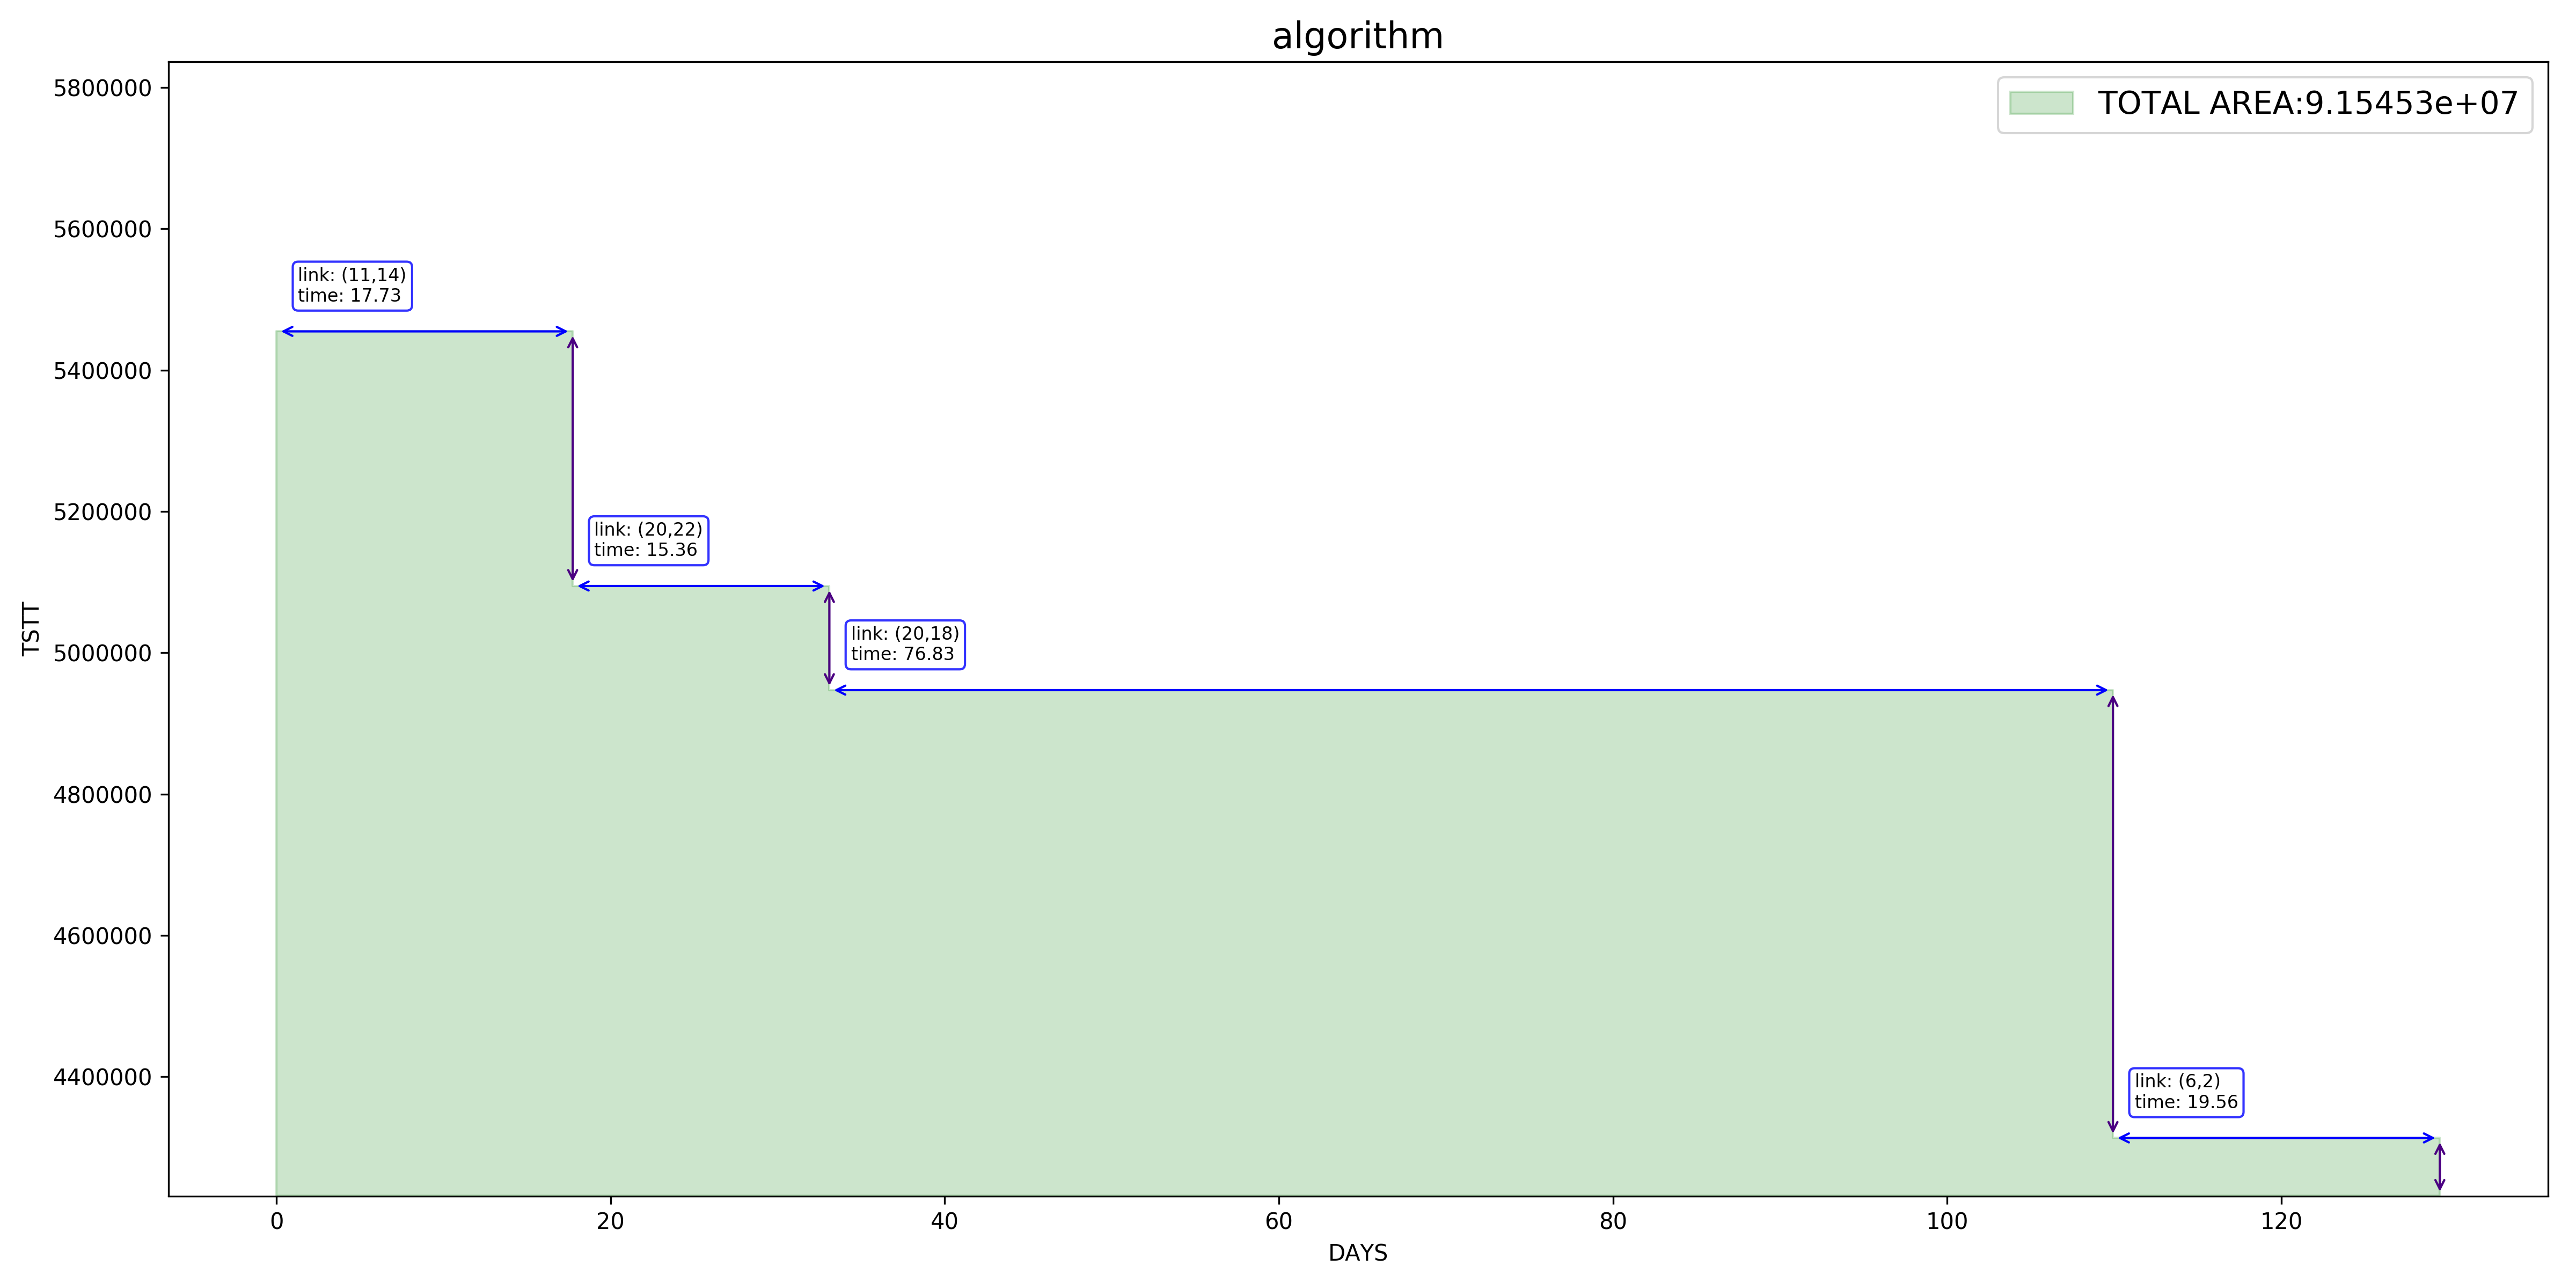 algorithm
TOTAL AREA:9.15453e+07
5800000
5600000
5400000
5200000
5000000
4800000
4600000
4400000
TSTT
link: (11,14)
time: 17.73
link: (20,22)
time: 15.36
link: (20,18)
time: 76.83
link: (6,2)
time: 19.56
0 20 40 60 80 100 120
DAYS